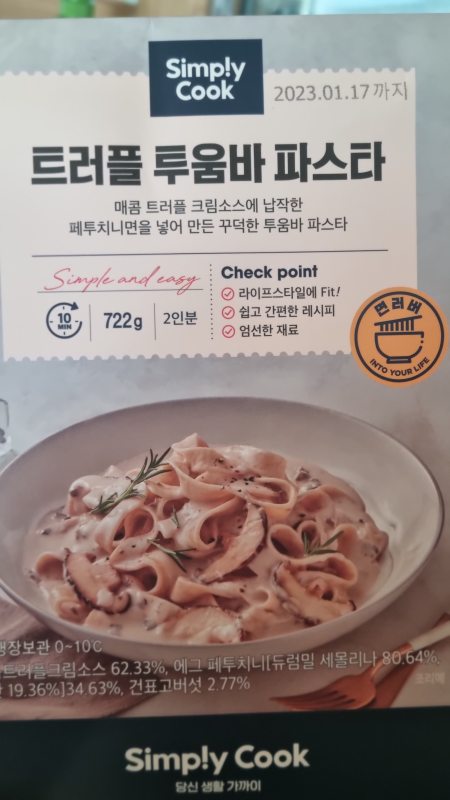 Simply
Cook
2023.01.17까지
트러플 투움바 파스타
매콤 트러플 크림소스에 납작한
페투치니면을 넣어 만든 꾸덕한 투움바 파스타
Simple and easy
10
MIN
722g
2인분
Check point
라이프스타일에 Fit!
쉽고 간편한 레시피
엄선한 재료
면러버
INTO YOUR LIFE
냉장보관 0~10℃
트러플크림소스 62.33%, 에그 페투치니[듀럼밀 세몰리나 80.64%,
19.36%]34.63%, 건표고버섯 2.77%
조리예
Simply Cook
당신 생활 가까이